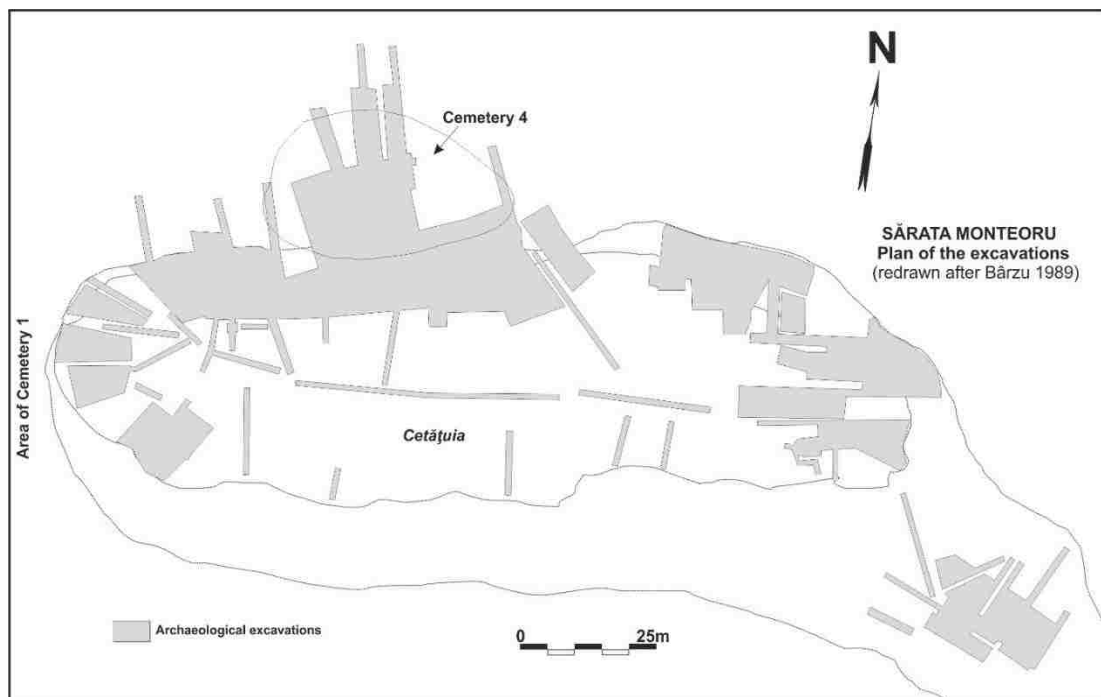 N
Cemetery 4
SĂRATA MONTEORU
Plan of the excavations
(redrawn after Bârzu 1989)
Area of Cemetery 1
Cetăţuia
Archaeological excavations
0 25m